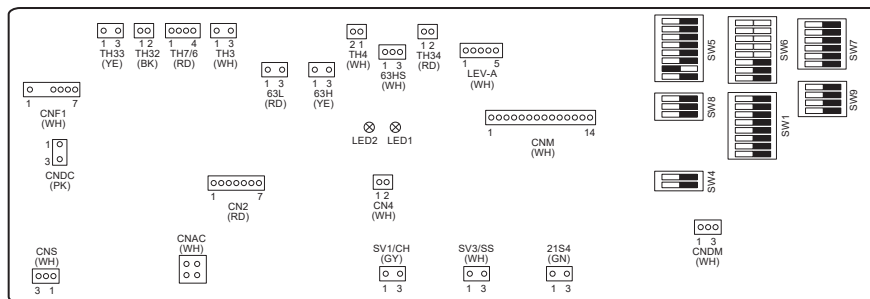 1 3
TH33
(YE)
1 2
TH32
(BK)
1 4
TH7/6
(RD)
1 3
TH3
(WH)
2 1
TH4
(WH)
1 3
63HS
(WH)
1 2
TH34
(RD)
1 5
LEV-A
(WH)
SW5
SW6
SW7
1 3
63L
(RD)
1 3
63H
(YE)
1 7
CNF1
(WH)
SW8
SW1
SW9
LED2
LED1
1 14
CNM
(WH)
1
3
CNDC
(PK)
1 7
CN2
(RD)
1 2
CN4
(WH)
SW4
1 3
CNDM
(WH)
CNS
(WH)
3 1
CNAC
(WH)
SV1/CH
(GY)
1 3
SV3/SS
(WH)
1 3
21S4
(GN)
1 3